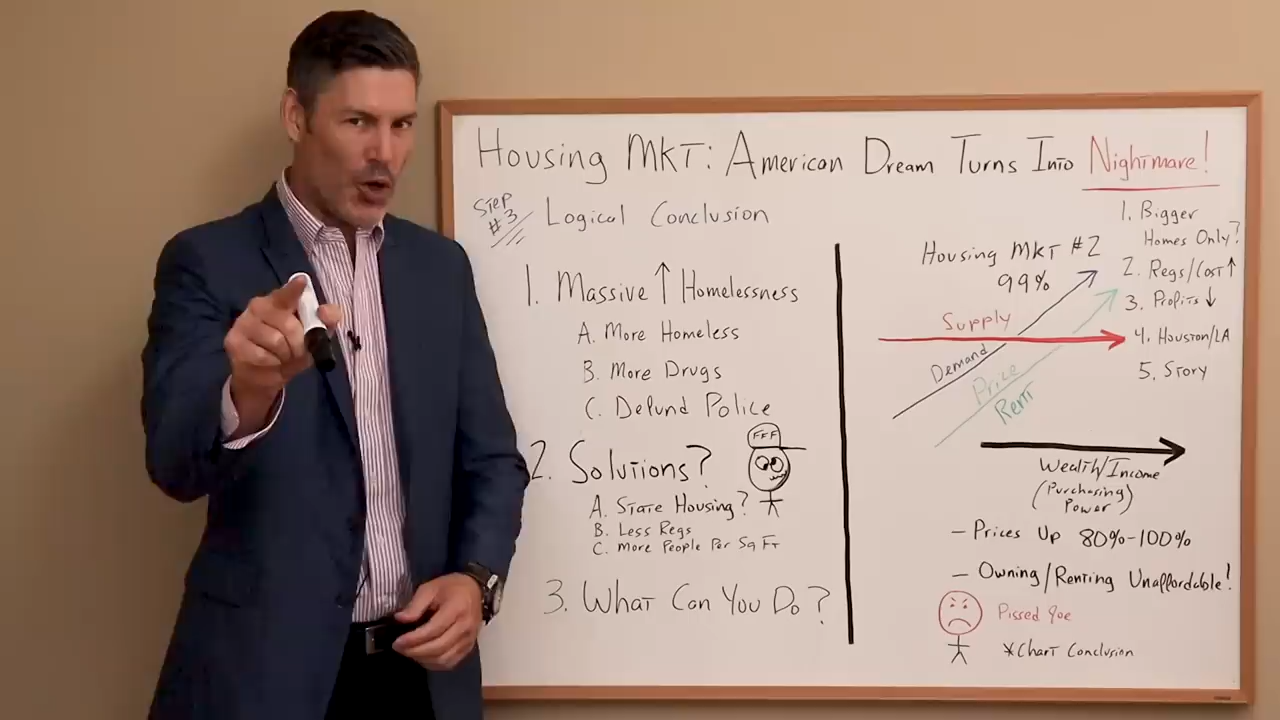 Housing Mkt: American Dream Turns Into Nightmare!
Step #3
Logical Conclusion
1. Massive ↑ Homelessness
A. More Homeless
B. More Drugs
C. Defund Police
2. Solutions?
FFF
A. State Housing?
B. Less Regs
C. More People Per Sq Ft
3. What Can You Do?
Housing Mkt #2
99%
Supply
Demand
Price
Rent
1. Bigger
Homes Only?
2. Regs/Cost ↑
3. Profits ↓
4. Houston/LA
5. Story
Wealth/Income
(Purchasing
Power)
- Prices Up 80%-100%
- Owning/Renting Unaffordable!
Pissed Joe
*Chart Conclusion